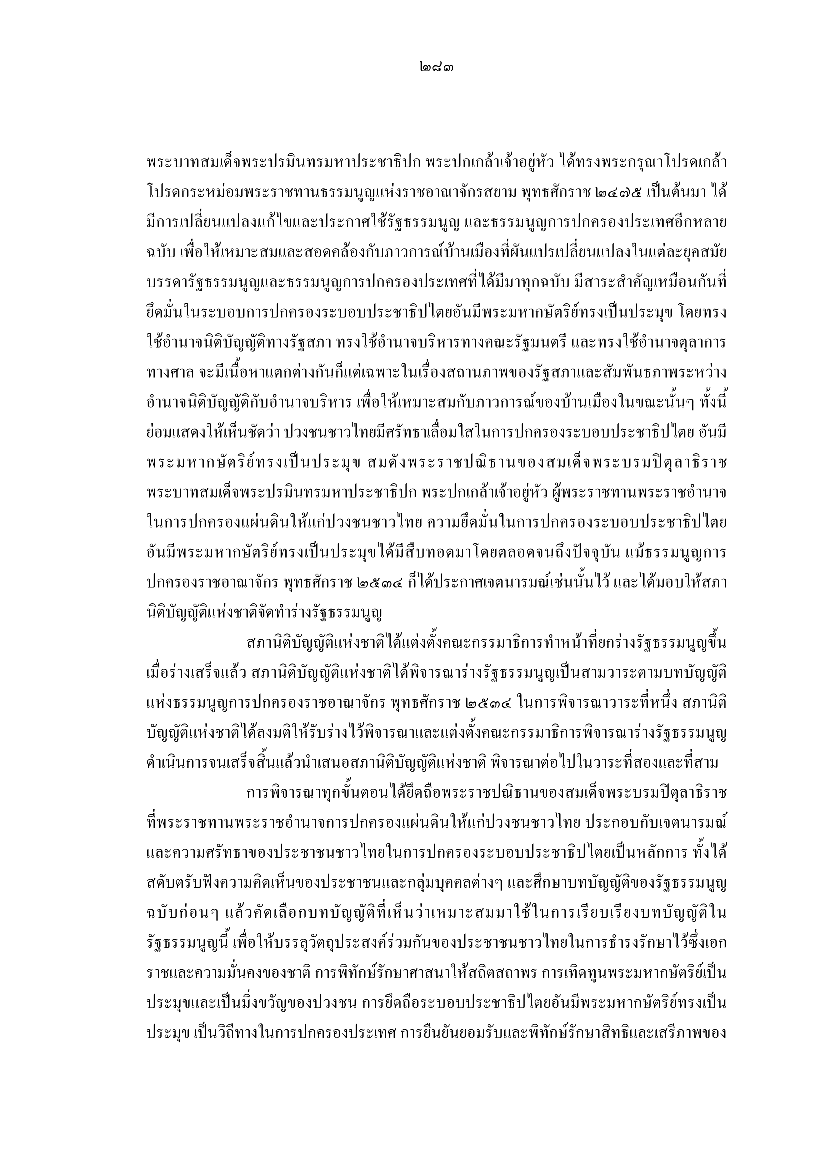 ๒๘๓
พระบาทสมเด็จพระปรมินทรมหาประชาธิปก พระปกเกล้าเจ้าอยู่หัว ได้ทรงพระกรุณาโปรดเกล้า
โปรดกระหม่อมพระราชทานธรรมนูญแห่งราชอาณาจักรสยาม พุทธศักราช ๒๔๗๕ เป็นต้นมา ได้
มีการเปลี่ยนแปลงแก้ไขและประกาศใช้รัฐธรรมนูญ และธรรมนูญการปกครองประเทศอีกหลาย
ฉบับ เพื่อให้เหมาะสมและสอดคล้องกับภาวการณ์บ้านเมืองที่ผันแปรเปลี่ยนแปลงในแต่ละยุคสมัย
บรรดารัฐธรรมนูญและธรรมนูญการปกครองประเทศที่ได้มีมาทุกฉบับ มีสาระสำคัญเหมือนกันที่
ยึดมั่นในระบอบการปกครองระบอบประชาธิปไตยอันมีพระมหากษัตริย์ทรงเป็นประมุข โดยทรง
ใช้อำนาจนิติบัญญัติทางรัฐสภา ทรงใช้อำนาจบริหารทางคณะรัฐมนตรี และทรงใช้อำนาจตุลาการ
ทางศาล จะมีเนื้อหาแตกต่างกันก็แต่เฉพาะในเรื่องสถานภาพของรัฐสภาและสัมพันธภาพระหว่าง
อำนาจนิติบัญญัติกับอำนาจบริหาร เพื่อให้เหมาะสมกับภาวการณ์ของบ้านเมืองในขณะนั้นๆ ทั้งนี้
ย่อมแสดงให้เห็นชัดว่า ปวงชนชาวไทยมีศรัทธาเลื่อมใสในการปกครองระบอบประชาธิปไตย อันมี
พระมหากษัตริย์ทรงเป็นประมุข สมดังพระราชปณิธานของสมเด็จพระบรมปิตุลาธิราช
พระบาทสมเด็จพระปรมินทรมหาประชาธิปก พระปกเกล้าเจ้าอยู่หัว ผู้พระราชทานพระราชอำนาจ
ในการปกครองแผ่นดินให้แก่ปวงชนชาวไทย ความยึดมั่นในการปกครองระบอบประชาธิปไตย
อันมีพระมหากษัตริย์ทรงเป็นประมุขได้มีสืบทอดมาโดยตลอดจนถึงปัจจุบัน แม้ธรรมนูญการ
ปกครองราชอาณาจักร พุทธศักราช ๒๕๓๔ ก็ได้ประกาศเจตนารมณ์เช่นนั้นไว้ และได้มอบให้สภา
นิติบัญญัติแห่งชาติจัดทำร่างรัฐธรรมนูญ
สภานิติบัญญัติแห่งชาติได้แต่งตั้งคณะกรรมาธิการทำหน้าที่ยกร่างรัฐธรรมนูญขึ้น
เมื่อร่างเสร็จแล้ว สภานิติบัญญัติแห่งชาติได้พิจารณาร่างรัฐธรรมนูญเป็นสามวาระตามบทบัญญัติ
แห่งธรรมนูญการปกครองราชอาณาจักร พุทธศักราช ๒๕๓๔ ในการพิจารณาวาระที่หนึ่ง สภานิติ
บัญญัติแห่งชาติได้ลงมติให้รับร่างไว้พิจารณาและแต่งตั้งคณะกรรมาธิการพิจารณาร่างรัฐธรรมนูญ
ดำเนินการจนเสร็จสิ้นแล้วนำเสนอสภานิติบัญญัติแห่งชาติ พิจารณาต่อไปในวาระที่สองและที่สาม
การพิจารณาทุกขั้นตอนได้ยึดถือพระราชปณิธานของสมเด็จพระบรมปิตุลาธิราช
ที่พระราชทานพระราชอำนาจการปกครองแผ่นดินให้แก่ปวงชนชาวไทย ประกอบกับเจตนารมณ์
และความศรัทธาของประชาชนชาวไทยในการปกครองระบอบประชาธิปไตยเป็นหลักการ ทั้งได้
สดับตรับฟังความคิดเห็นของประชาชนและกลุ่มบุคคลต่างๆ และศึกษาบทบัญญัติของรัฐธรรมนูญ
ฉบับก่อนๆ แล้วคัดเลือกบทบัญญัติที่เห็นว่าเหมาะสมมาใช้ในการเรียบเรียงบทบัญญัติใน
รัฐธรรมนูญนี้ เพื่อให้บรรลุวัตถุประสงค์ร่วมกันของประชาชนชาวไทยในการธำรงรักษาไว้ซึ่งเอก
ราชและความมั่นคงของชาติ การพิทักษ์รักษาศาสนาให้สถิตสถาพร การเทิดทูนพระมหากษัตริย์เป็น
ประมุขและเป็นมิ่งขวัญของปวงชน การยึดถือระบอบประชาธิปไตยอันมีพระมหากษัตริย์ทรงเป็น
ประมุข เป็นวิถีทางในการปกครองประเทศ การยืนยันยอมรับและพิทักษ์รักษาสิทธิและเสรีภาพของ